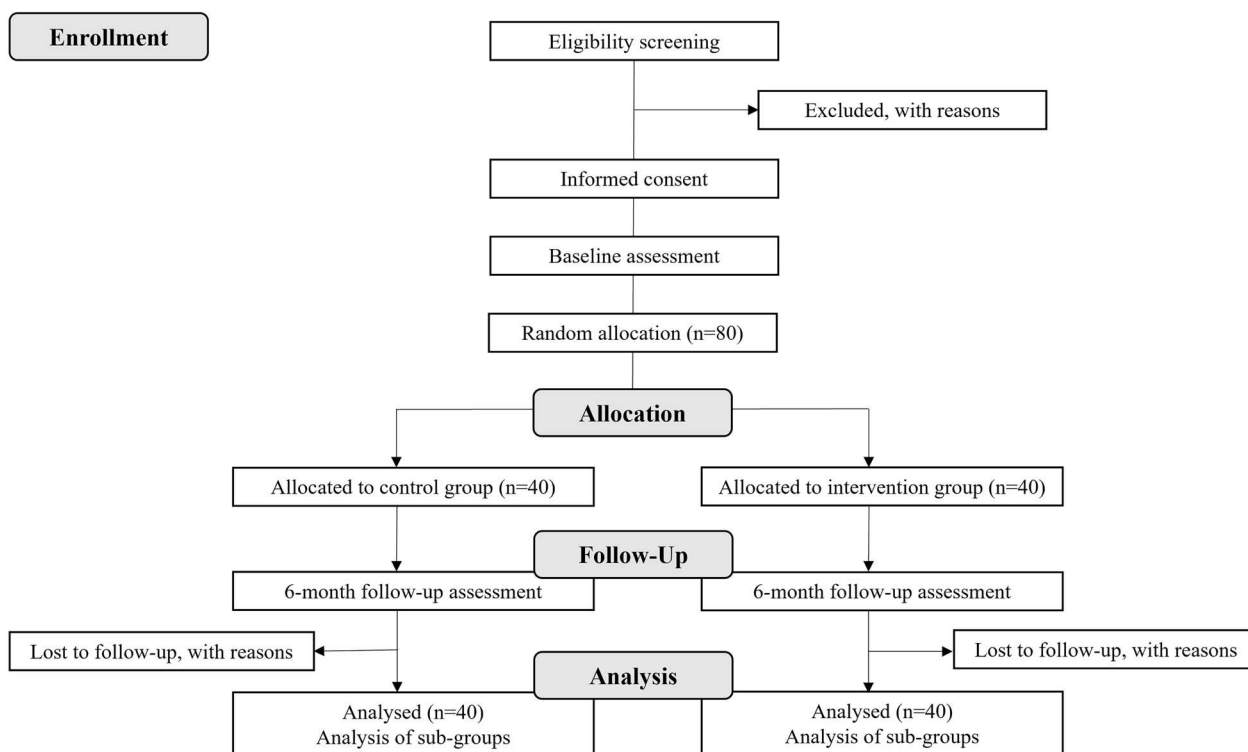 Enrollment
Eligibility screening
Excluded, with reasons
Informed consent
Baseline assessment
Random allocation (n=80)
Allocation
Allocated to control group (n=40)
Allocated to intervention group (n=40)
Follow-Up
6-month follow-up assessment
6-month follow-up assessment
Lost to follow-up, with reasons
Lost to follow-up, with reasons
Analysis
Analysed (n=40)
Analysis of sub-groups
Analysed (n=40)
Analysis of sub-groups